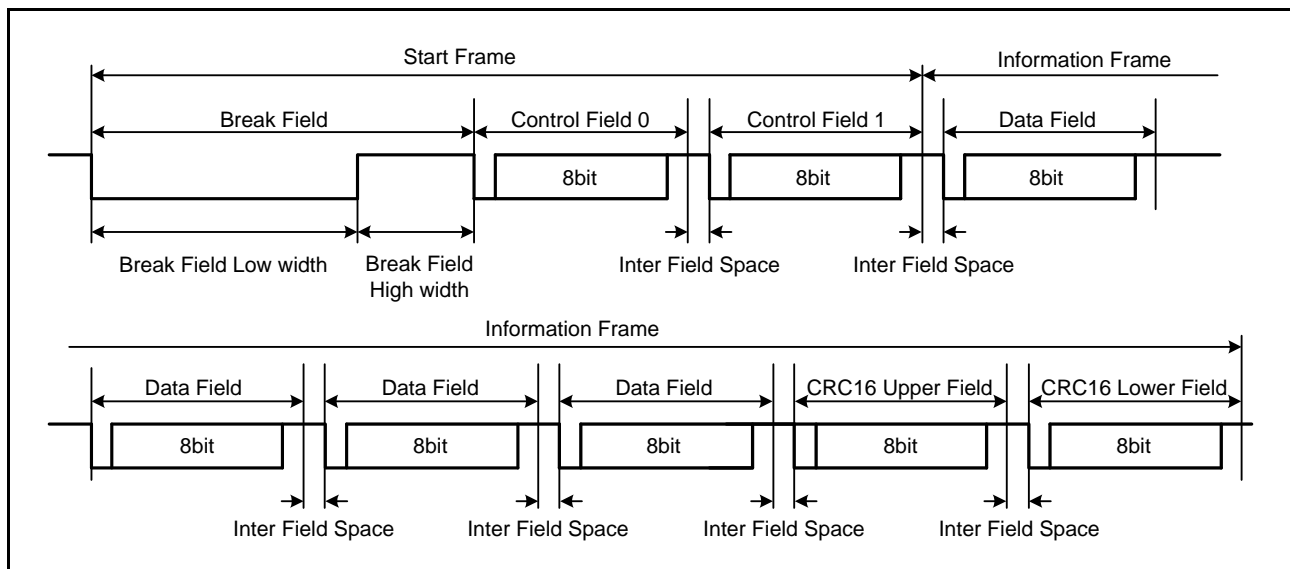 Start Frame
Information Frame
Break Field
Control Field 0
Control Field 1
Data Field
8bit
8bit
8bit
Break Field Low width
Break Field
High width
Inter Field Space
Inter Field Space
Information Frame
Data Field
Data Field
Data Field
CRC16 Upper Field
CRC16 Lower Field
8bit
8bit
8bit
8bit
8bit
Inter Field Space
Inter Field Space
Inter Field Space
Inter Field Space